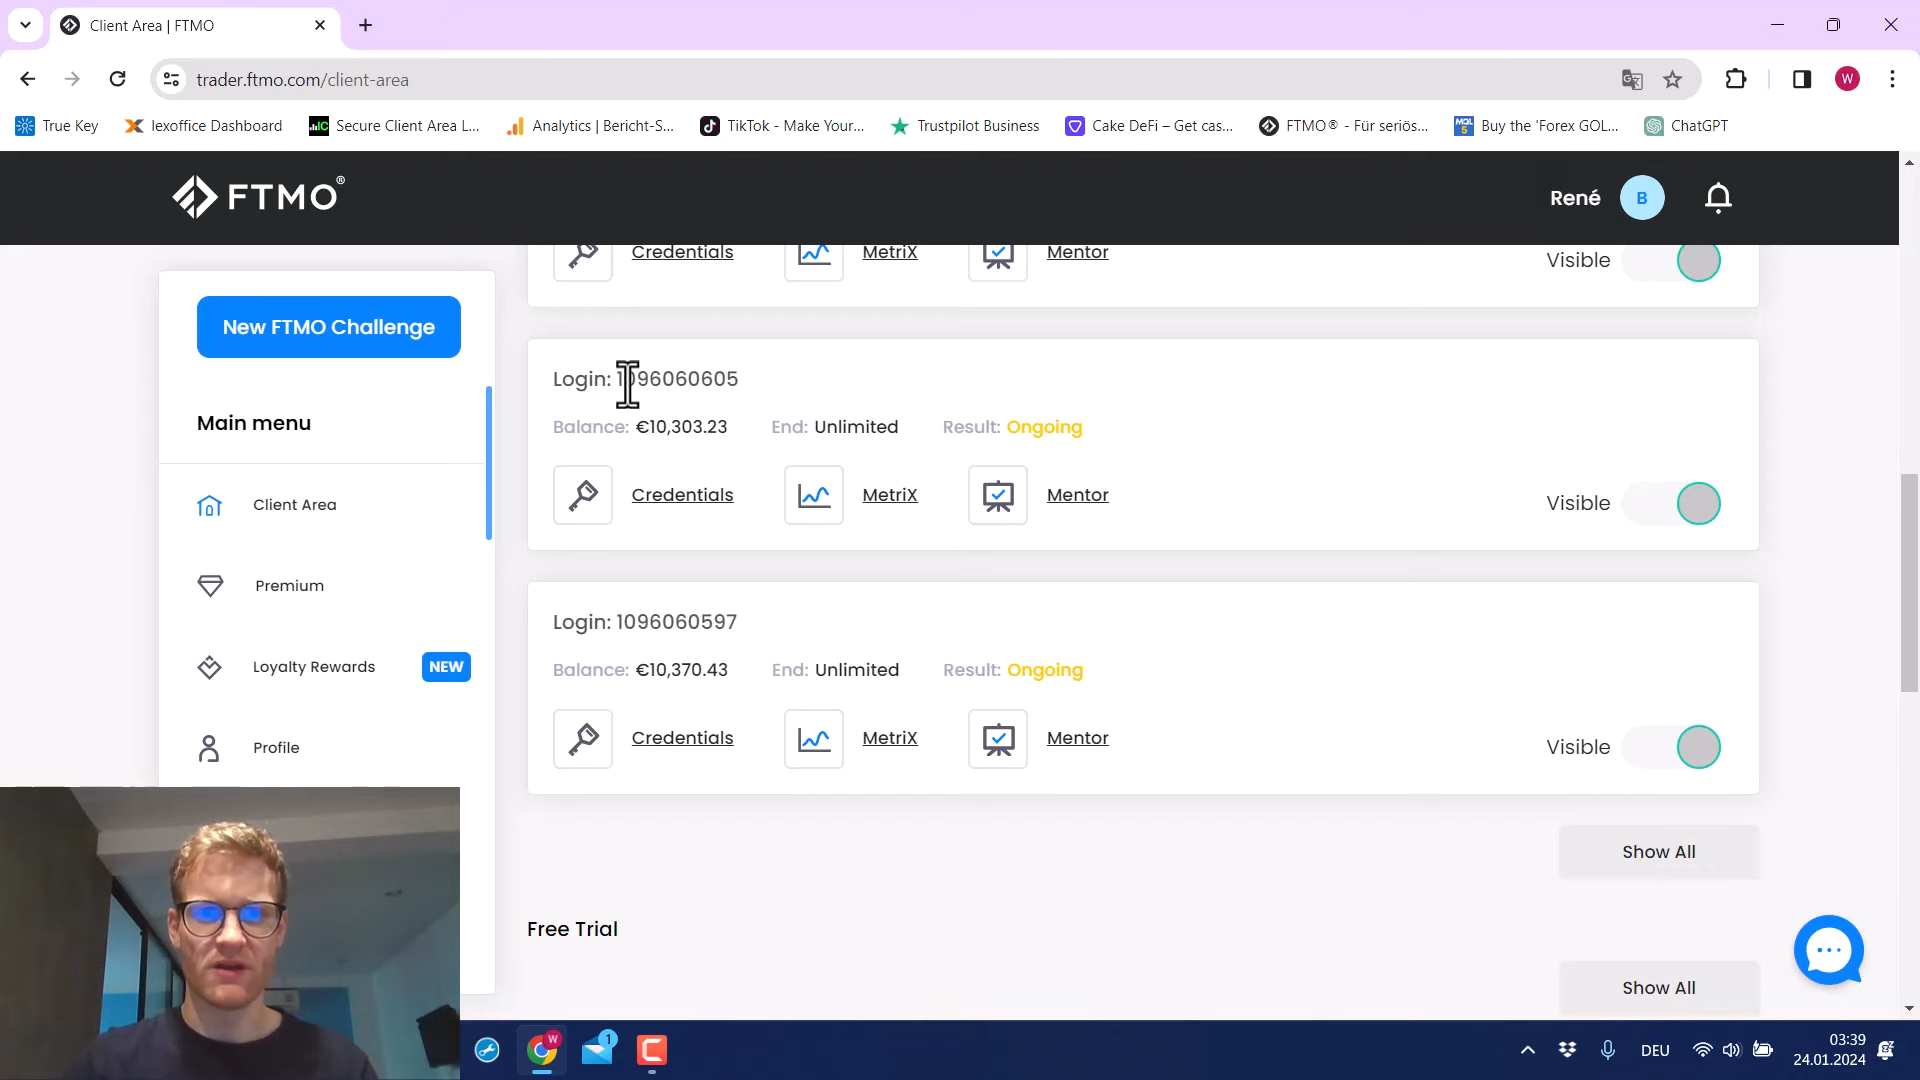 Client Area | FTMO
trader.ftmo.com/client-area
W
True Key
lexoffice Dashboard
Secure Client Area L...
Analytics | Bericht-S...
TikTok - Make Your...
Trustpilot Business
Cake DeFi – Get cas...
FTMO® - Für seriös...
MQL 5
Buy the 'Forex GOL...
ChatGPT
FTMO®
René
B
Credentials
MetriX
Mentor
Visible
New FTMO Challenge
Main menu
Client Area
Premium
Loyalty Rewards
NEW
Profile
Login: 1096060605
Balance: €10,303.23
End: Unlimited
Result: Ongoing
Credentials
MetriX
Mentor
Visible
Login: 1096060597
Balance: €10,370.43
End: Unlimited
Result: Ongoing
Credentials
MetriX
Mentor
Visible
Show All
Free Trial
Show All
W
1
DEU
03:39
24.01.2024